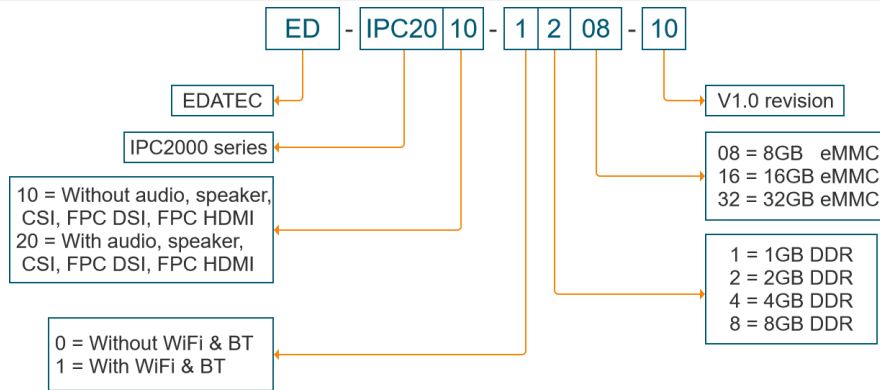 ED - IPC20 10 - 1 2 08 - 10
EDATEC
V1.0 revision
IPC2000 series
08 = 8GB eMMC
16 = 16GB eMMC
32 = 32GB eMMC
10 = Without audio, speaker,
CSI, FPC DSI, FPC HDMI
20 = With audio, speaker,
CSI, FPC DSI, FPC HDMI
1 = 1GB DDR
2 = 2GB DDR
4 = 4GB DDR
8 = 8GB DDR
0 = Without WiFi & BT
1 = With WiFi & BT